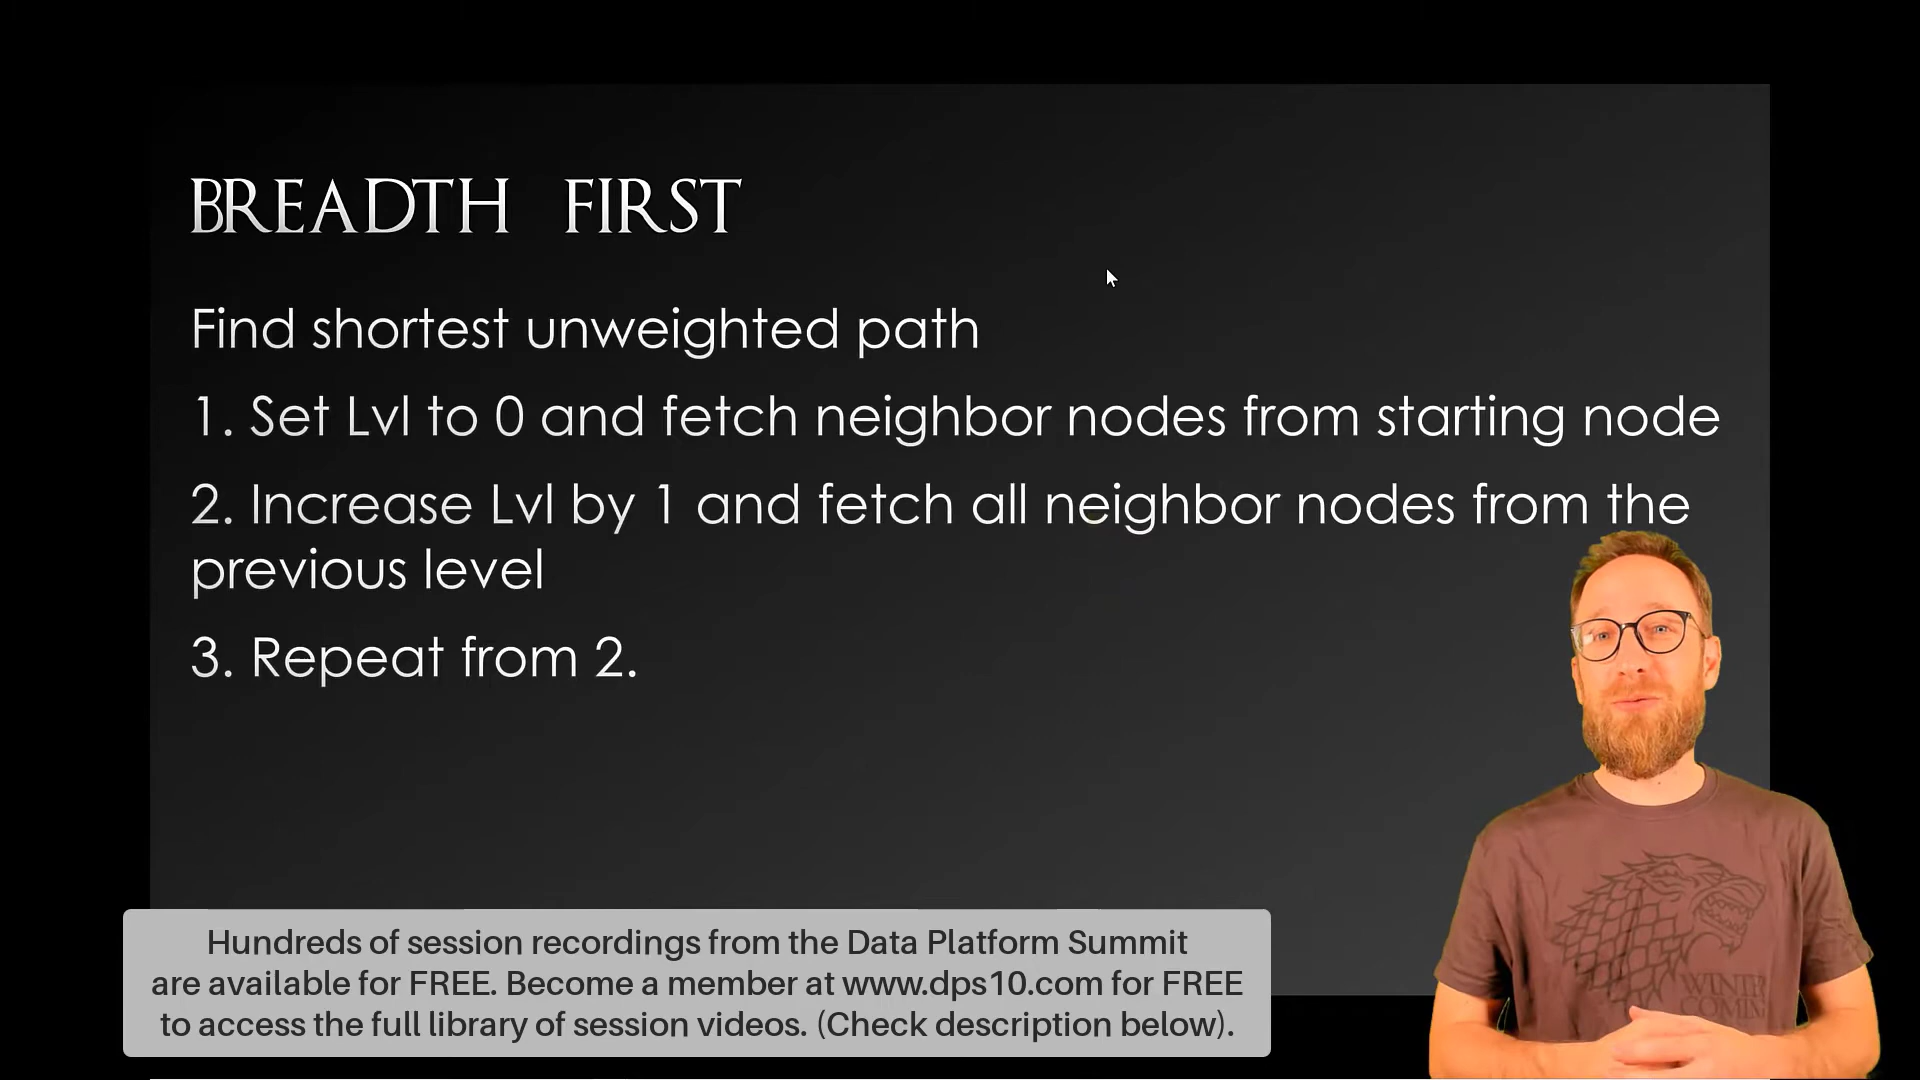 BREADTH FIRST
Find shortest unweighted path
1. Set Lvl to 0 and fetch neighbor nodes from starting node
2. Increase Lvl by 1 and fetch all neighbor nodes from the
previous level
3. Repeat from 2.
Hundreds of session recordings from the Data Platform Summit
are available for FREE. Become a member at www.dps10.com for FREE
to access the full library of session videos. (Check description below).
WINTER
COMING